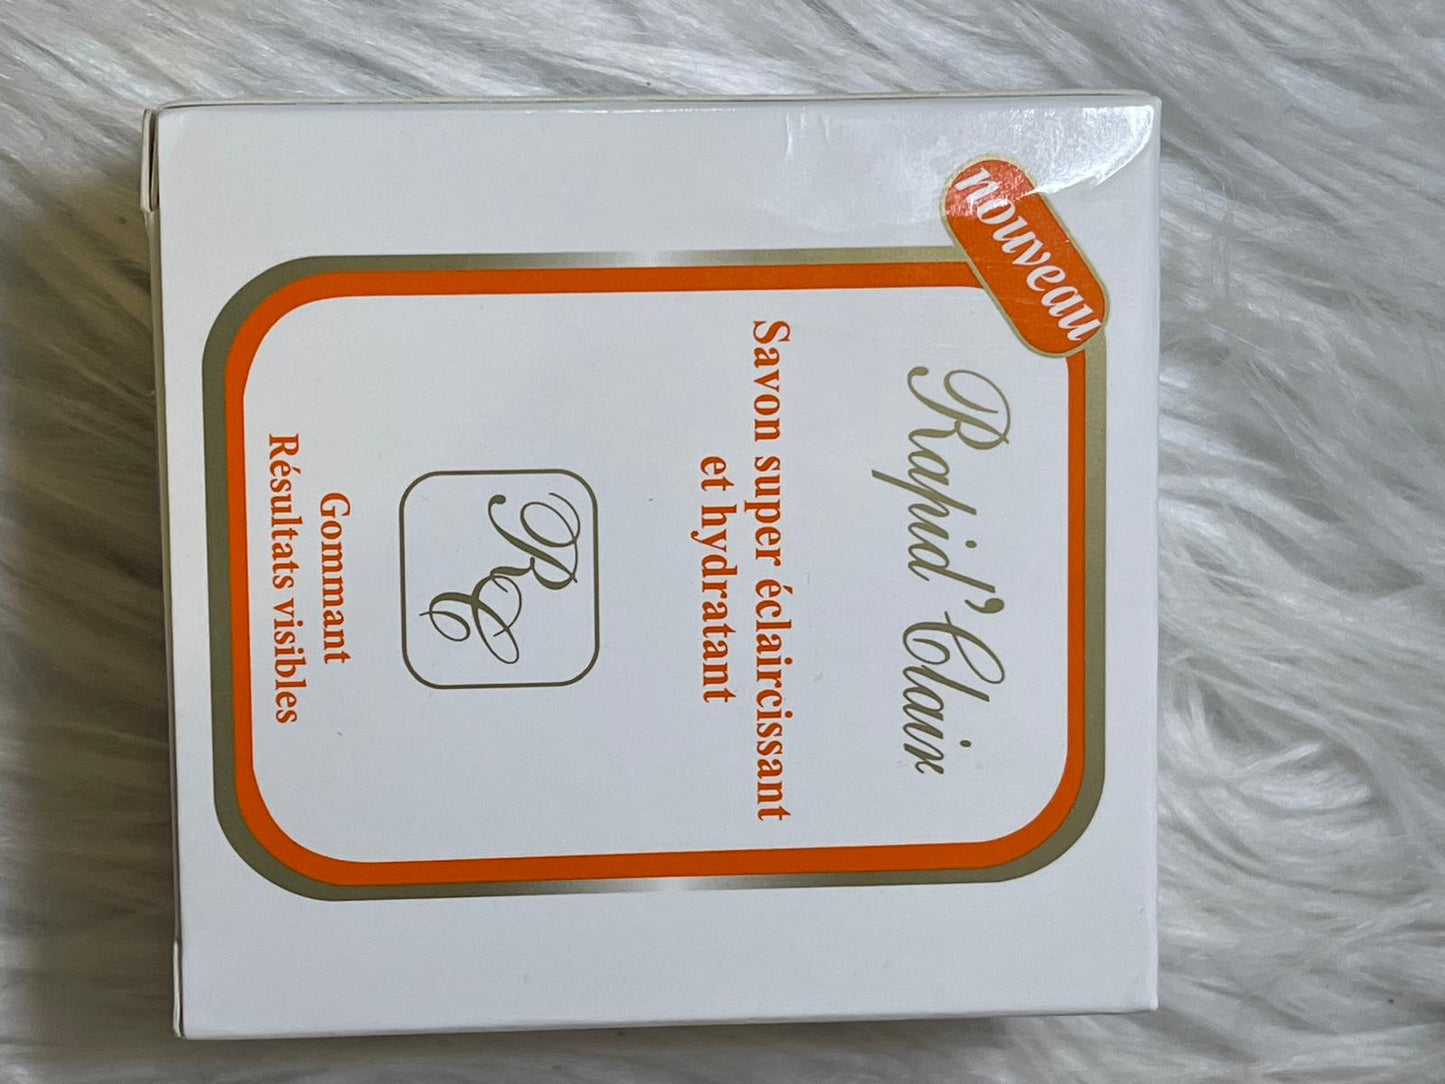 nouveau
Rapid'Clair
Savon super éclaircissant
et hydratant
RC
Gommant
Résultats visibles